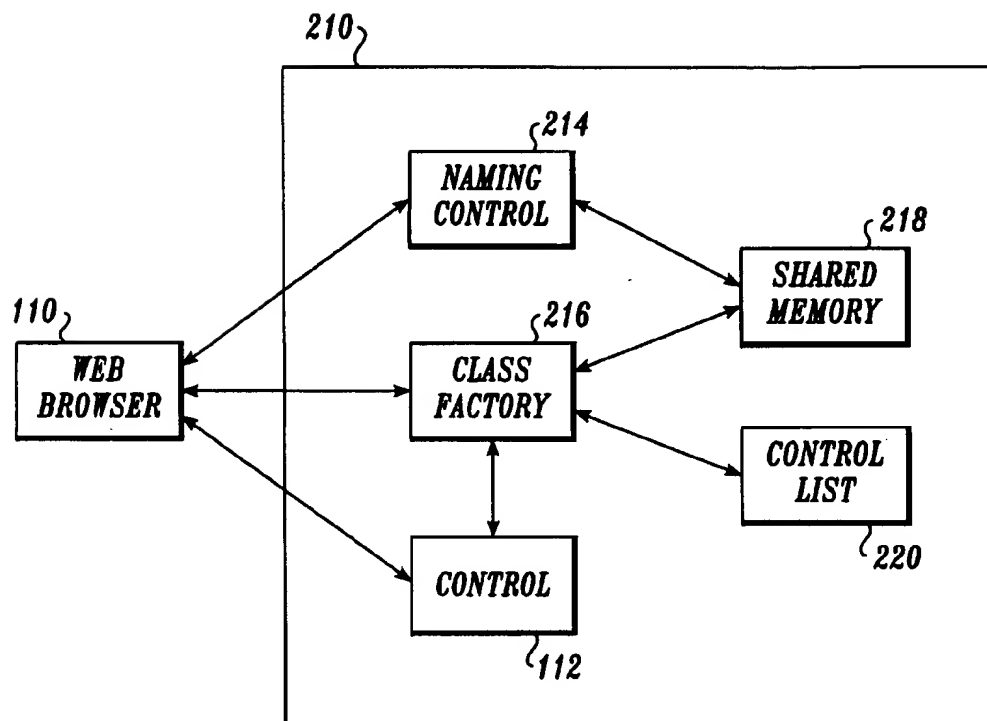 210
214
NAMING
CONTROL
218
SHARED
MEMORY
110
WEB
BROWSER
216
CLASS
FACTORY
CONTROL
LIST
220
CONTROL
112